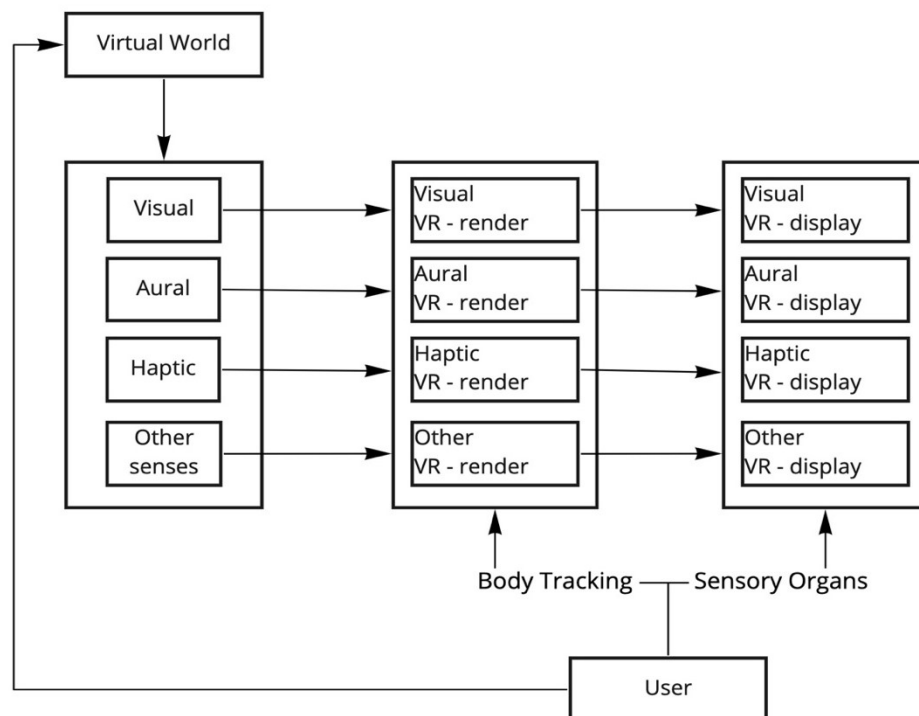 Virtual World
Visual
Aural
Haptic
Other
senses
Visual
VR - render
Aural
VR - render
Haptic
VR - render
Other
VR - render
Visual
VR - display
Aural
VR - display
Haptic
VR - display
Other
VR - display
Body Tracking
Sensory Organs
User